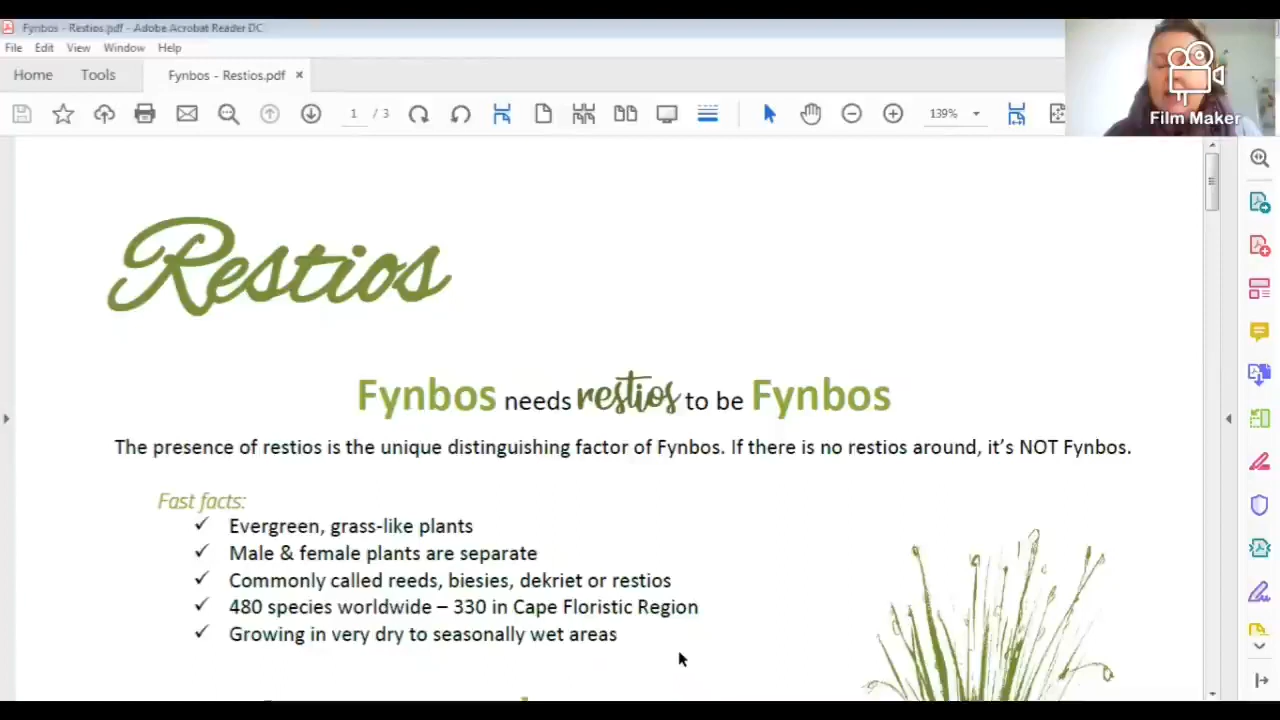 Fynbos - Restios.pdf - Adobe Acrobat Reader DC
File Edit View Window Help
Home Tools Fynbos - Restios.pdf ×
1 / 3 139%
Film Maker
Restios
Fynbos needs restios to be Fynbos
The presence of restios is the unique distinguishing factor of Fynbos. If there is no restios around, it's NOT Fynbos.
Fast facts:
✓ Evergreen, grass-like plants
✓ Male & female plants are separate
✓ Commonly called reeds, biesies, dekriet or restios
✓ 480 species worldwide – 330 in Cape Floristic Region
✓ Growing in very dry to seasonally wet areas